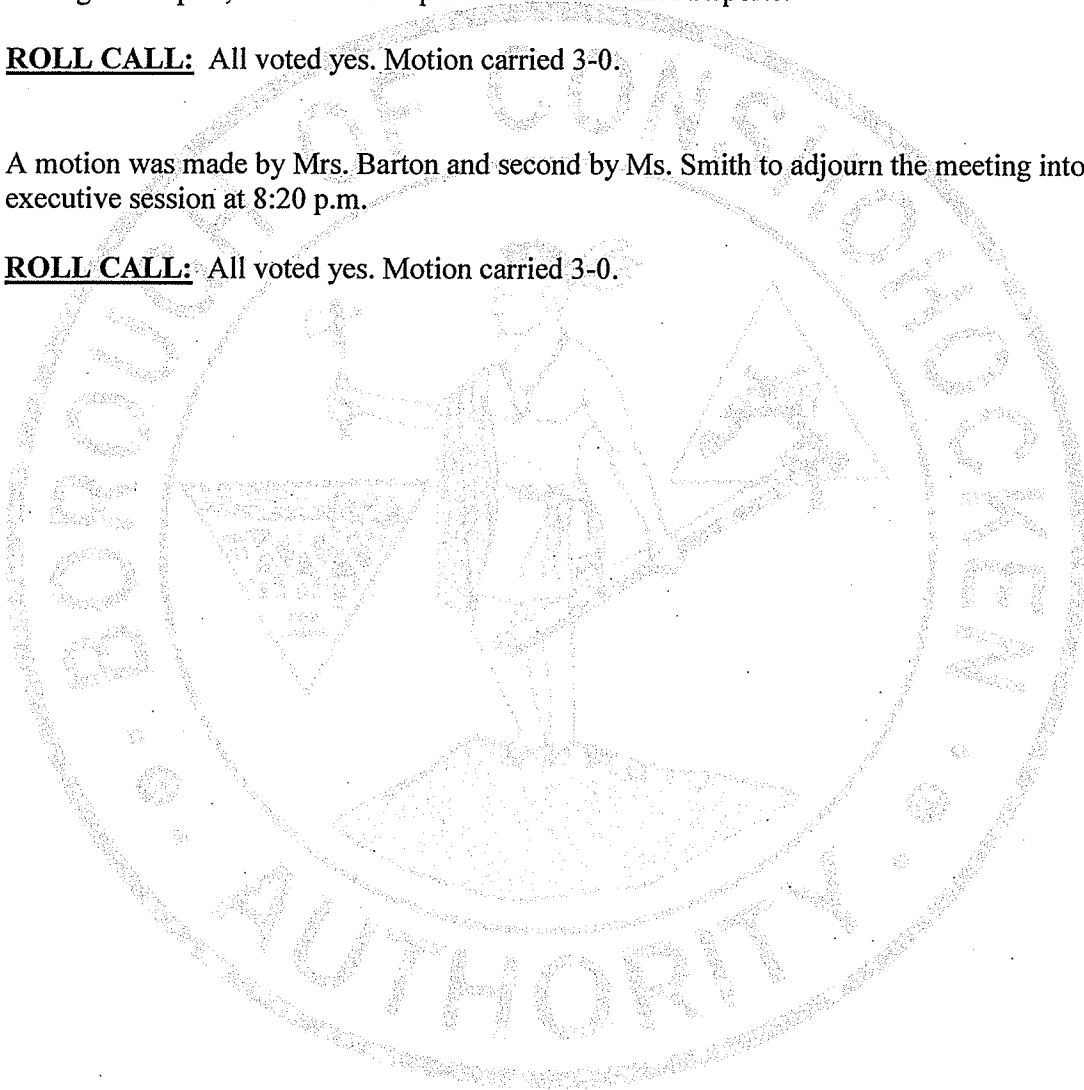 ROLL CALL: All voted yes. Motion carried 3-0.
A motion was made by Mrs. Barton and second by Ms. Smith to adjourn the meeting into
executive session at 8:20 p.m.
ROLL CALL: All voted yes. Motion carried 3-0.
BOROUGH OF CONSHOHOCKEN
AUTHORITY